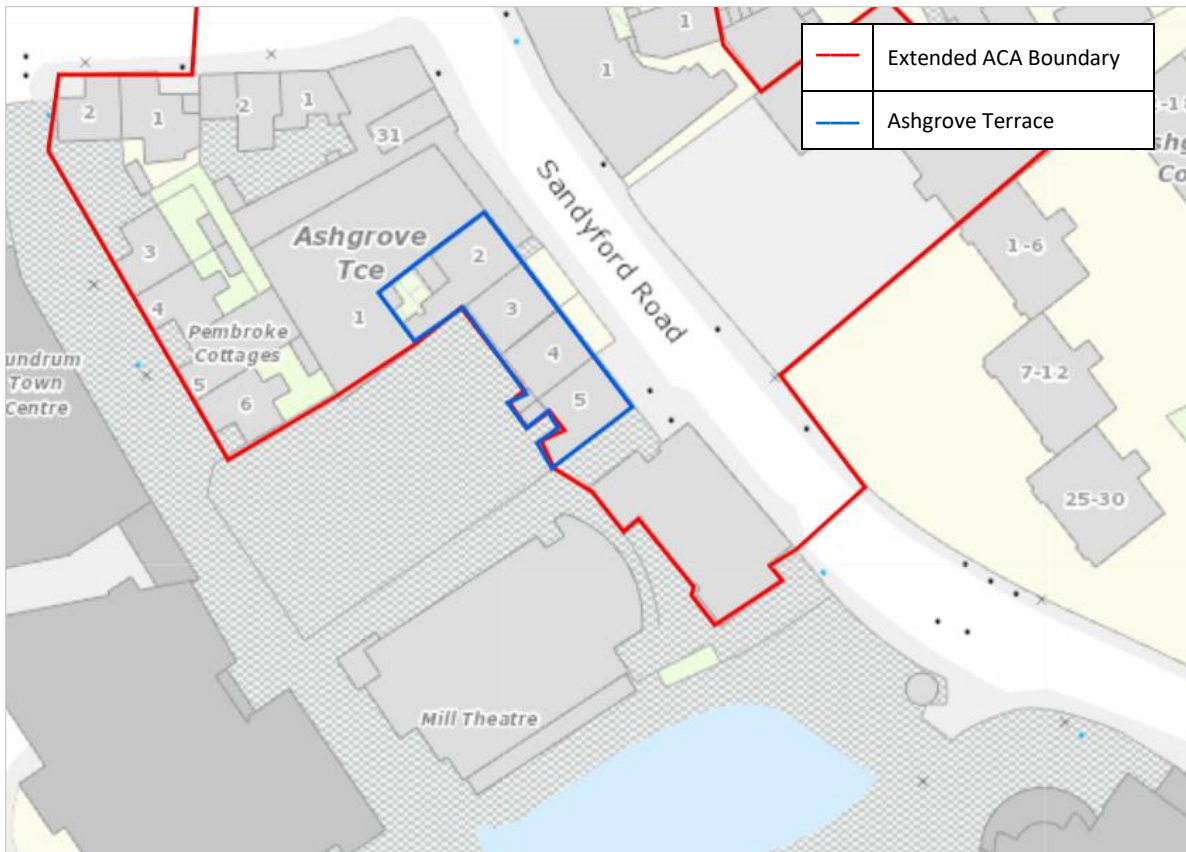 Extended ACA Boundary
Ashgrove Terrace
1
1
2
1
2
1
31
Sandyford Road
Ashgrove
Tce
1
2
3
4
5
3
4
5
6
Pembroke
Cottages
undrum
Town
Centre
1-6
7-12
25-30
Mill Theatre